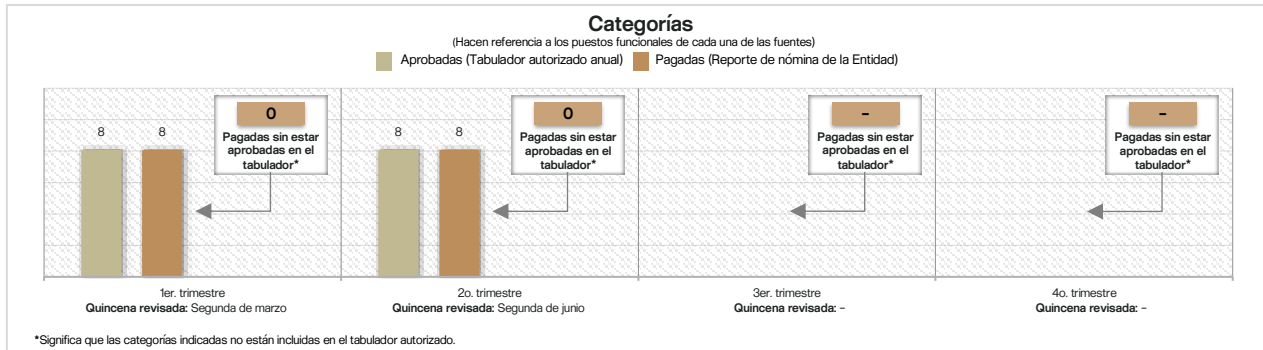 Categorías
(Hacen referencia a los puestos funcionales de cada una de las fuentes)
Aprobadas (Tabulador autorizado anual) Pagadas (Reporte de nómina de la Entidad)
0
Pagadas sin estar
aprobadas en el
tabulador*
8 8
0
Pagadas sin estar
aprobadas en el
tabulador*
8 8
–
Pagadas sin estar
aprobadas en el
tabulador*
–
Pagadas sin estar
aprobadas en el
tabulador*
1er. trimestre
Quincena revisada: Segunda de marzo
2o. trimestre
Quincena revisada: Segunda de junio
3er. trimestre
Quincena revisada: –
4o. trimestre
Quincena revisada: –
*Significa que las categorías indicadas no están incluidas en el tabulador autorizado.